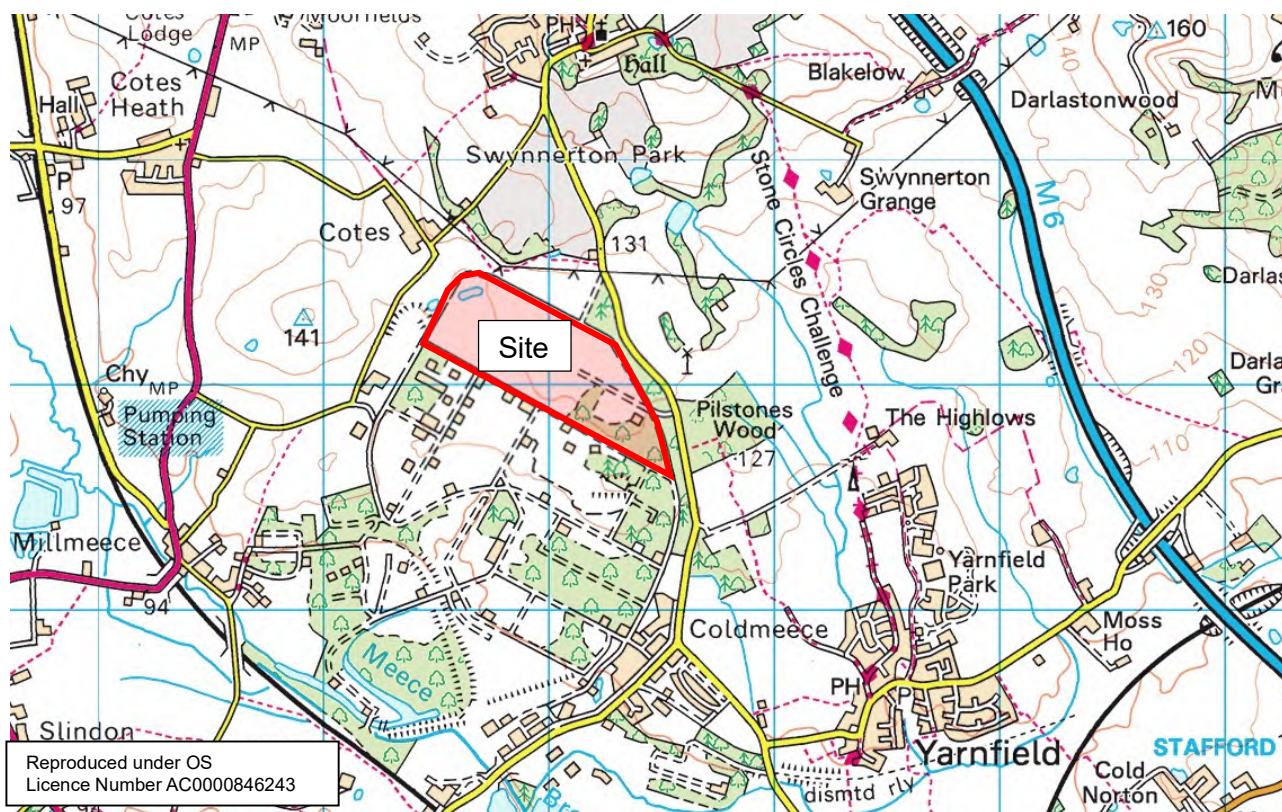 Cotes
Lodge
Moorfields
PH
MP
Hall
160
Cotes
Heath
Hall
Blakelow
Darlastonwood
Swynnerton Park
Stone Circles Challenge
Swynnerton
Grange
M 6
P
97
Cotes
131
130
141
Site
120
Chy
MP
Pumping
Station
Pilstones
Wood
127
The Highlows
110
Millmeece
94
Yarnfield
Park
Coldmeece
Moss
Ho
Meece
PH
P
Slindon
Yarnfield
STAFFORD
Cold
Norton
dismtd rly
Reproduced under OS
Licence Number AC0000846243